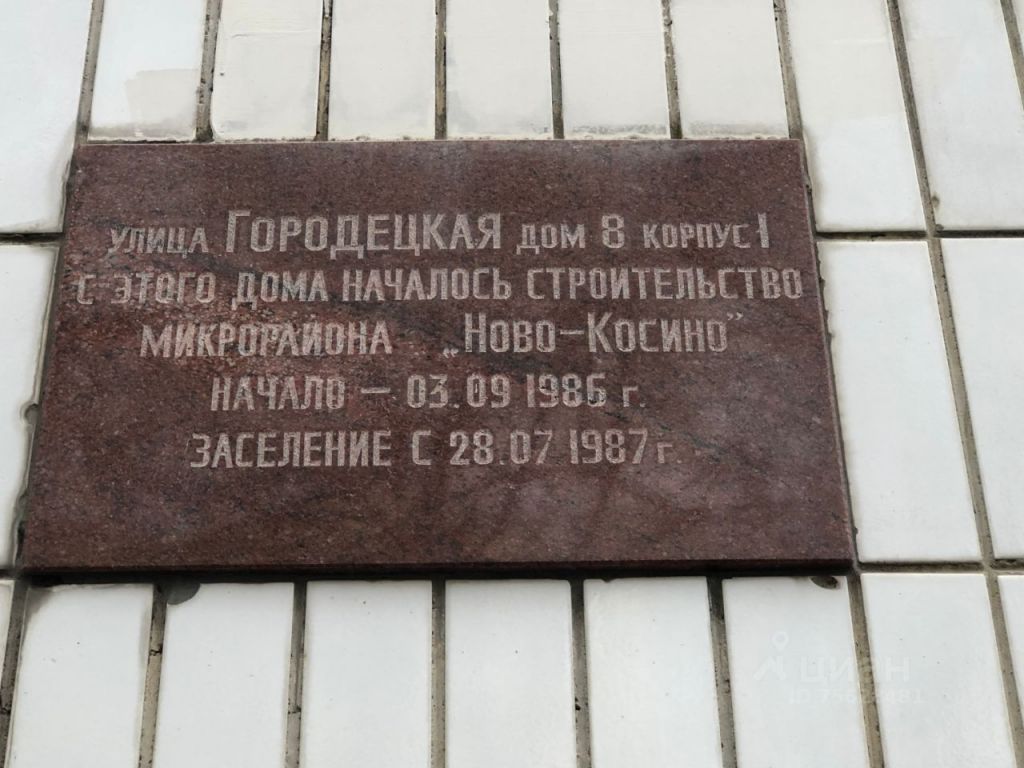 улица Городецкая дом 8 корпус 1
с этого дома началось строительство
микрорайона „Ново-Косино”
начало – 03.09 1986 г.
заселение с 28.07 1987 г.
циан